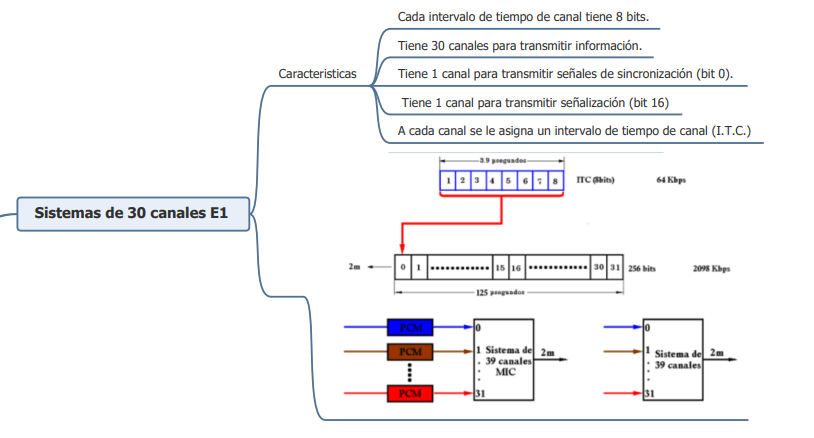 Cada intervalo de tiempo de canal tiene 8 bits.
Tiene 30 canales para transmitir información.
Caracteristicas
Tiene 1 canal para transmitir señales de sincronización (bit 0).
Tiene 1 canal para transmitir señalización (bit 16)
A cada canal se le asigna un intervalo de tiempo de canal (I.T.C.)
3.9 psegundos
1 2 3 4 5 6 7 8 ITC (8bits) 64 Kbps
Sistemas de 30 canales E1
2m 0 1 15 16 30 31 256 bits 2098 Kbps
125 psegundos
PCM 0 0
PCM 1 Sistema de 2m 1 Sistema de 2m
39 canales 39 canales
MIC
PCM 31 31